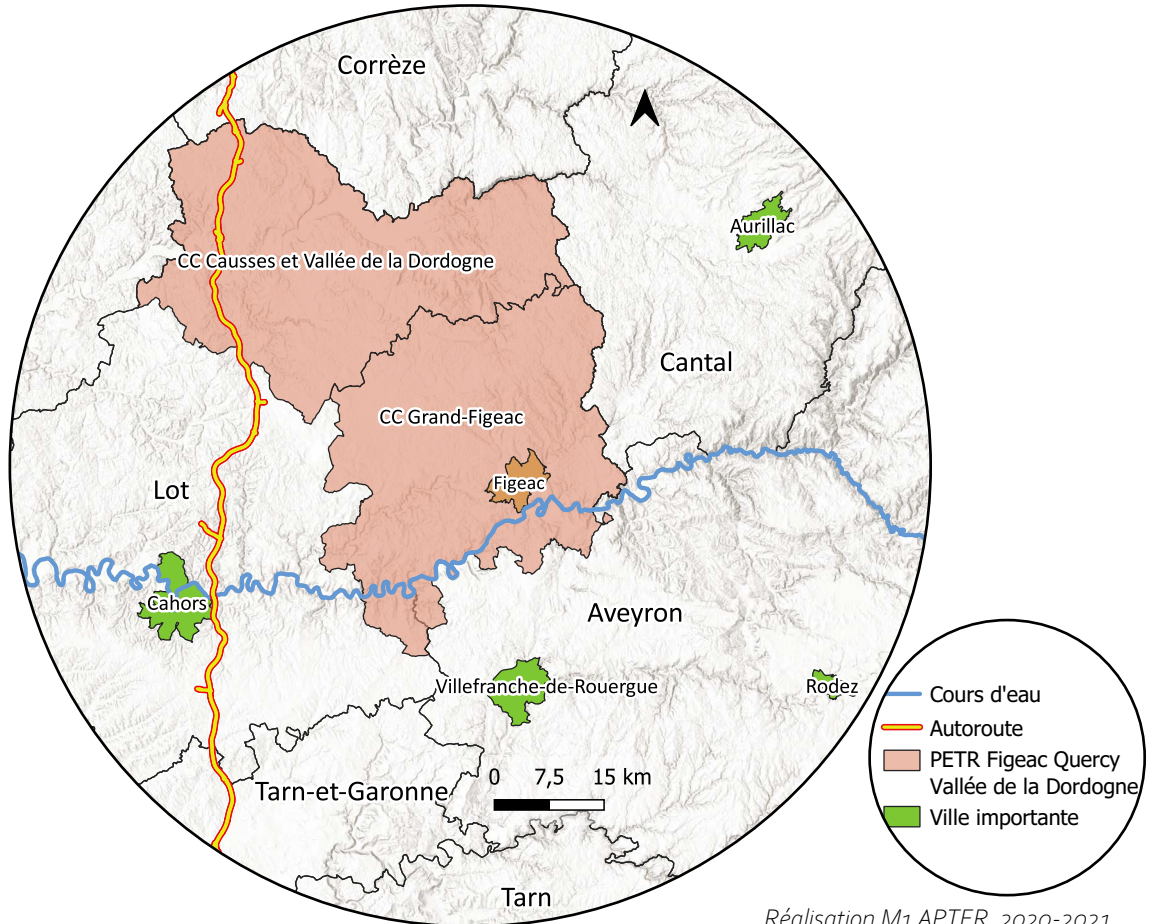 Corrèze
Aurillac
CC Causses et Vallée de la Dordogne
Cantal
CC Grand-Figeac
Figeac
Lot
Cahors
Aveyron
Villefranche-de-Rouergue
Rodez
0 7,5 15 km
Tarn-et-Garonne
Tarn
Cours d'eau
Autoroute
PETR Figeac Quercy
Vallée de la Dordogne
Ville importante
Réalisation M1 APTER, 2020-2021